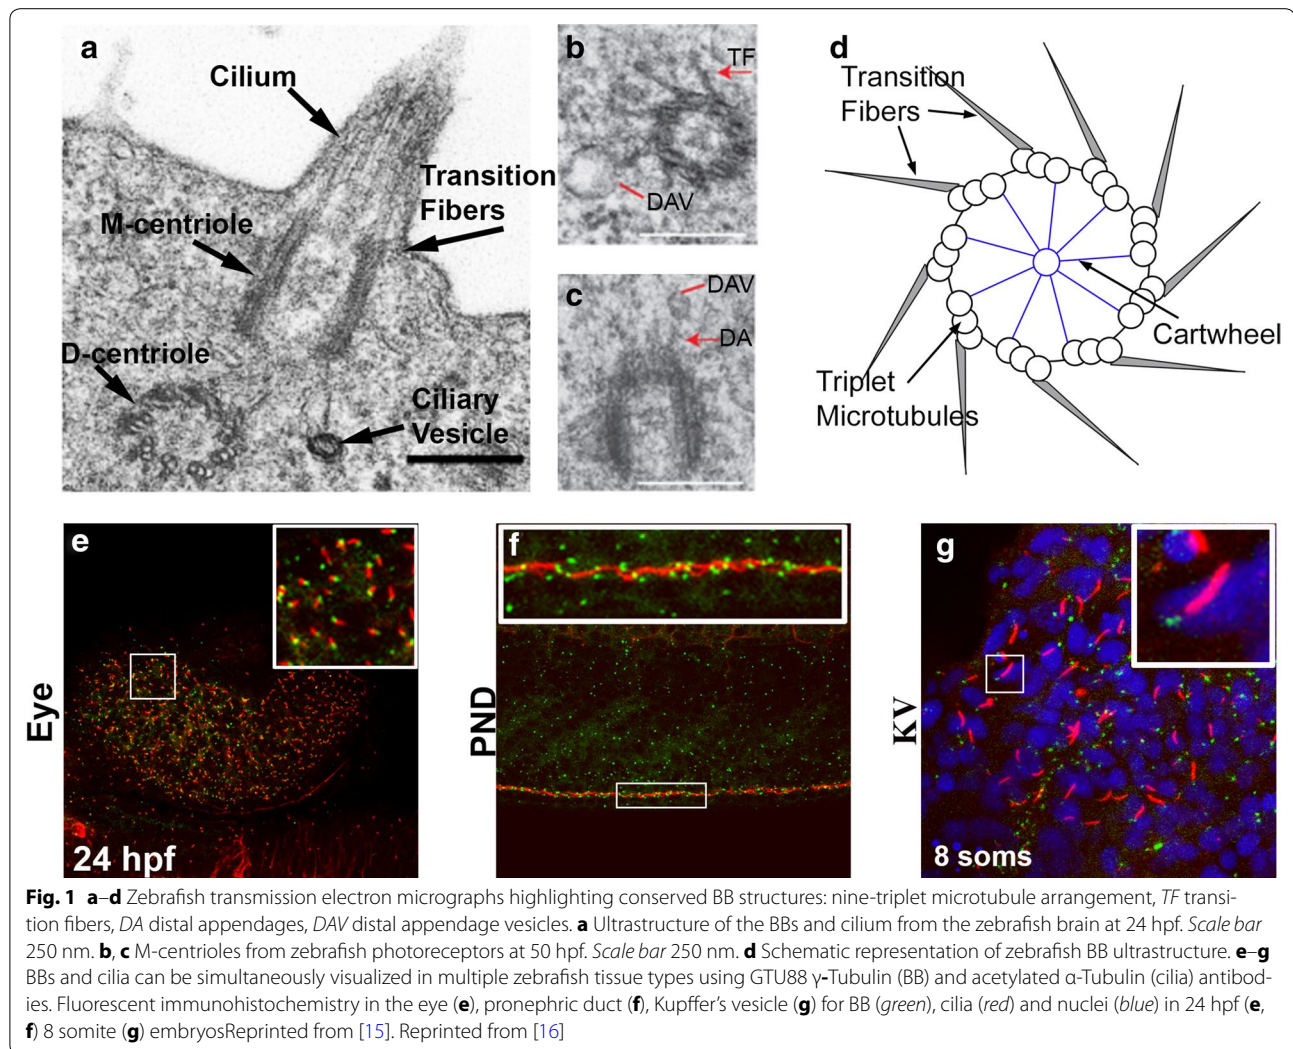 a
Cilium
M-centriole
Transition
Fibers
D-centriole
Ciliary
Vesicle
b
TF
DAV
c
DAV
DA
d
Transition
Fibers
Cartwheel
Triplet
Microtubules
e
Eye
24 hpf
f
PND
g
KV
8 soms
Fig. 1 a–d Zebrafish transmission electron micrographs highlighting conserved BB structures: nine-triplet microtubule arrangement, TF transi-
tion fibers, DA distal appendages, DAV distal appendage vesicles. a Ultrastructure of the BBs and cilium from the zebrafish brain at 24 hpf. Scale bar
250 nm. b, c M-centrioles from zebrafish photoreceptors at 50 hpf. Scale bar 250 nm. d Schematic representation of zebrafish BB ultrastructure. e–g
BBs and cilia can be simultaneously visualized in multiple zebrafish tissue types using GTU88 γ-Tubulin (BB) and acetylated α-Tubulin (cilia) antibod-
ies. Fluorescent immunohistochemistry in the eye (e), pronephric duct (f), Kupffer's vesicle (g) for BB (green), cilia (red) and nuclei (blue) in 24 hpf (e,
f) 8 somite (g) embryosReprinted from [15]. Reprinted from [16]